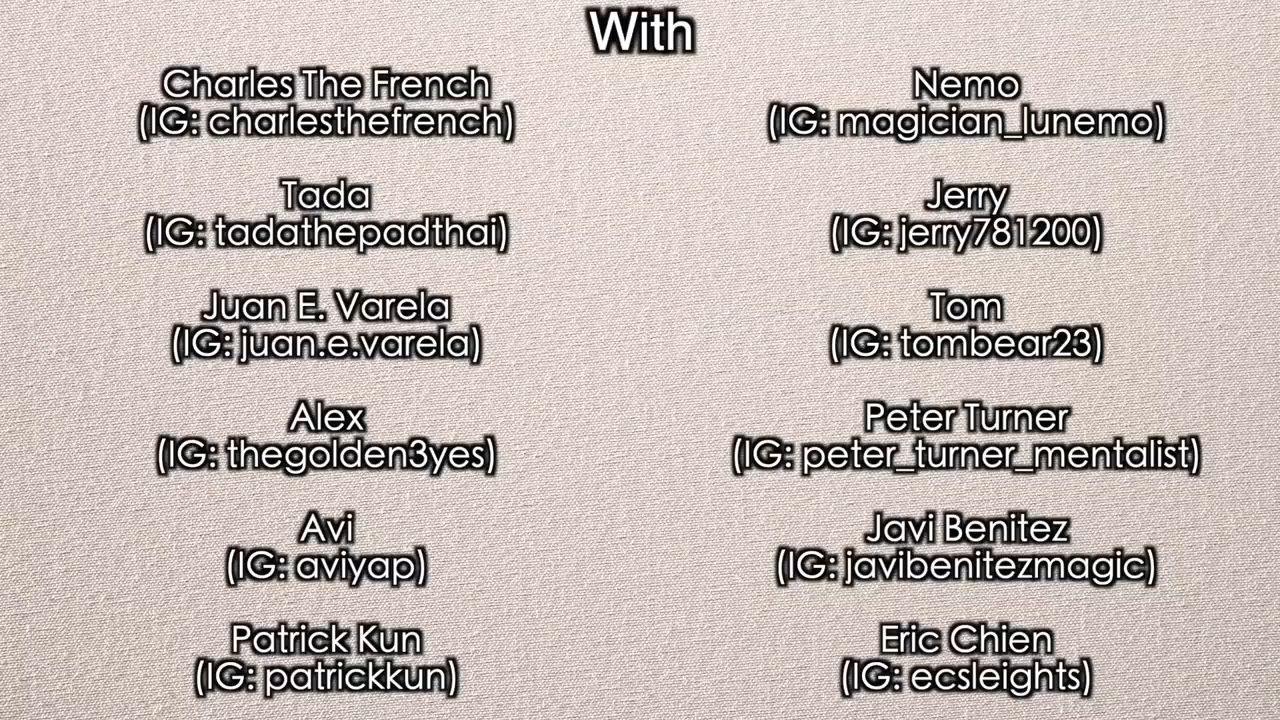 With
Charles The French
(IG: charlesthefrench)
Tada
(IG: tadathepadthai)
Juan E. Varela
(IG: juan.e.varela)
Alex
(IG: thegolden3yes)
Avi
(IG: aviyap)
Patrick Kun
(IG: patrickkun)
Nemo
(IG: magician_lunemo)
Jerry
(IG: jerry781200)
Tom
(IG: tombear23)
Peter Turner
(IG: peter_turner_mentalist)
Javi Benitez
(IG: javibenitezmagic)
Eric Chien
(IG: ecsleights)